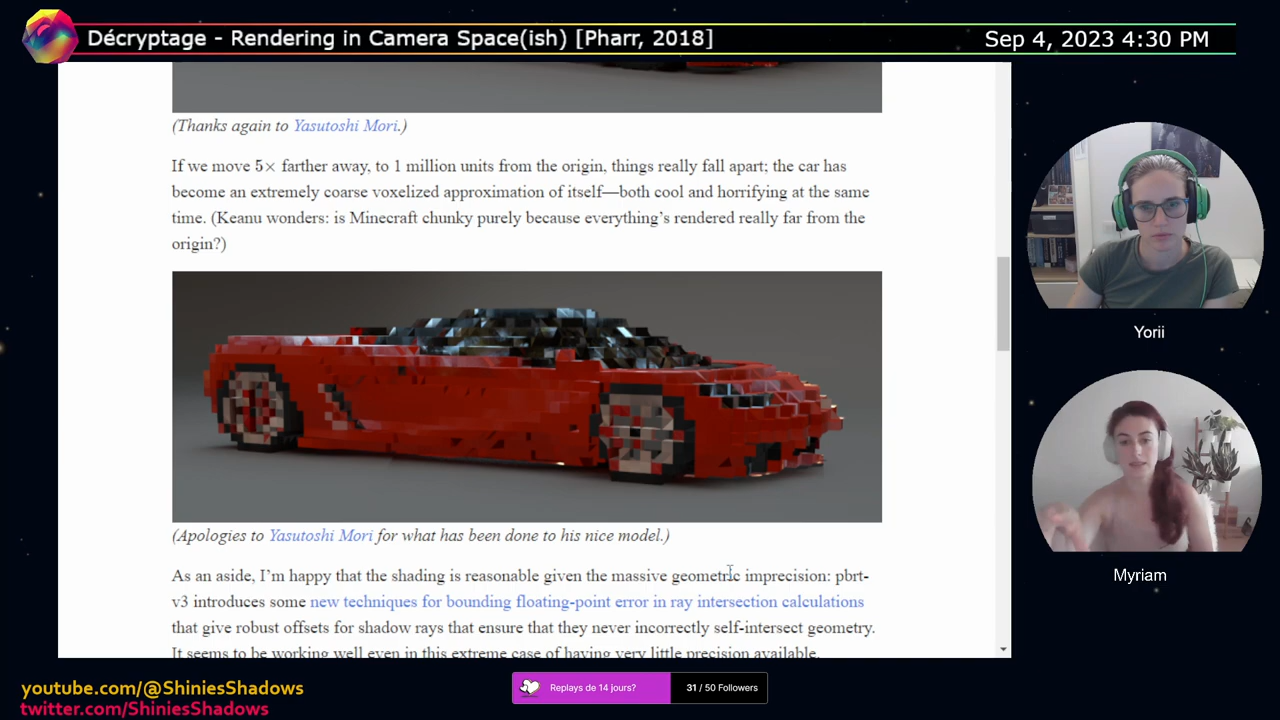 Décryptage - Rendering in Camera Space(ish) [Pharr, 2018]
Sep 4, 2023 4:30 PM
(Thanks again to Yasutoshi Mori.)
If we move 5× farther away, to 1 million units from the origin, things really fall apart; the car has
become an extremely coarse voxelized approximation of itself—both cool and horrifying at the same
time. (Keanu wonders: is Minecraft chunky purely because everything's rendered really far from the
origin?)
(Apologies to Yasutoshi Mori for what has been done to his nice model.)
As an aside, I'm happy that the shading is reasonable given the massive geometric imprecision: pbrt-
v3 introduces some new techniques for bounding floating-point error in ray intersection calculations
that give robust offsets for shadow rays that ensure that they never incorrectly self-intersect geometry.
It seems to be working well even in this extreme case of having very little precision available.
Yorii
Myriam
youtube.com/@ShiniesShadows
twitter.com/ShiniesShadows
Replays de 14 jours?
31 / 50 Followers